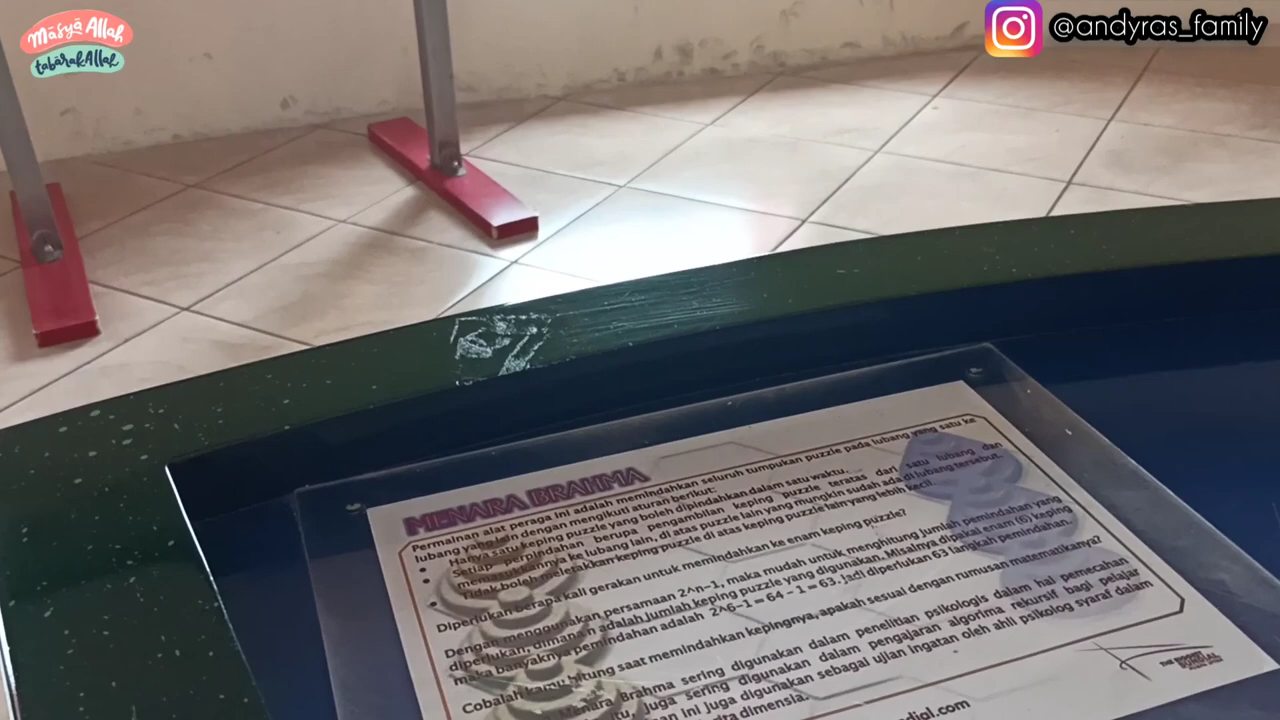 MāsyāAllah
tabārakAllah
@andyras_family
MENARA BRAHMA
Permainan alat peraga ini adalah memindahkan seluruh tumpukan puzzle pada lubang yang satu ke
lubang yang lain dengan mengikuti aturan berikut:
• Hanya satu keping puzzle yang boleh dipindahkan dalam satu waktu.
• Setiap perpindahan berupa pengambilan keping puzzle teratas dari satu lubang dan
memasukkannya ke lubang lain, di atas puzzle lain yang mungkin sudah ada di lubang tersebut.
• Tidak boleh meletakkan keping puzzle di atas keping puzzle lain yang lebih kecil.
Diperlukan berapa kali gerakan untuk memindahkan ke enam keping puzzle?
Dengan menggunakan persamaan 2^n-1, maka mudah untuk menghitung jumlah pemindahan yang
diperlukan, dimana n adalah jumlah keping puzzle yang digunakan. Misalnya dipakai enam (6) keping
maka banyaknya pemindahan adalah 2^6-1 = 64 - 1 = 63, jadi diperlukan 63 langkah pemindahan.
Cobalah kamu hitung saat memindahkan kepingnya, apakah sesuai dengan rumusan matematikanya?
Menara Brahma sering digunakan dalam penelitian psikologis dalam hal pemecahan
itu, juga sering digunakan dalam pengajaran algorima rekursif bagi pelajar
an ini juga digunakan sebagai ujian ingatan oleh ahli psikolog syaraf dalam
dimensia.